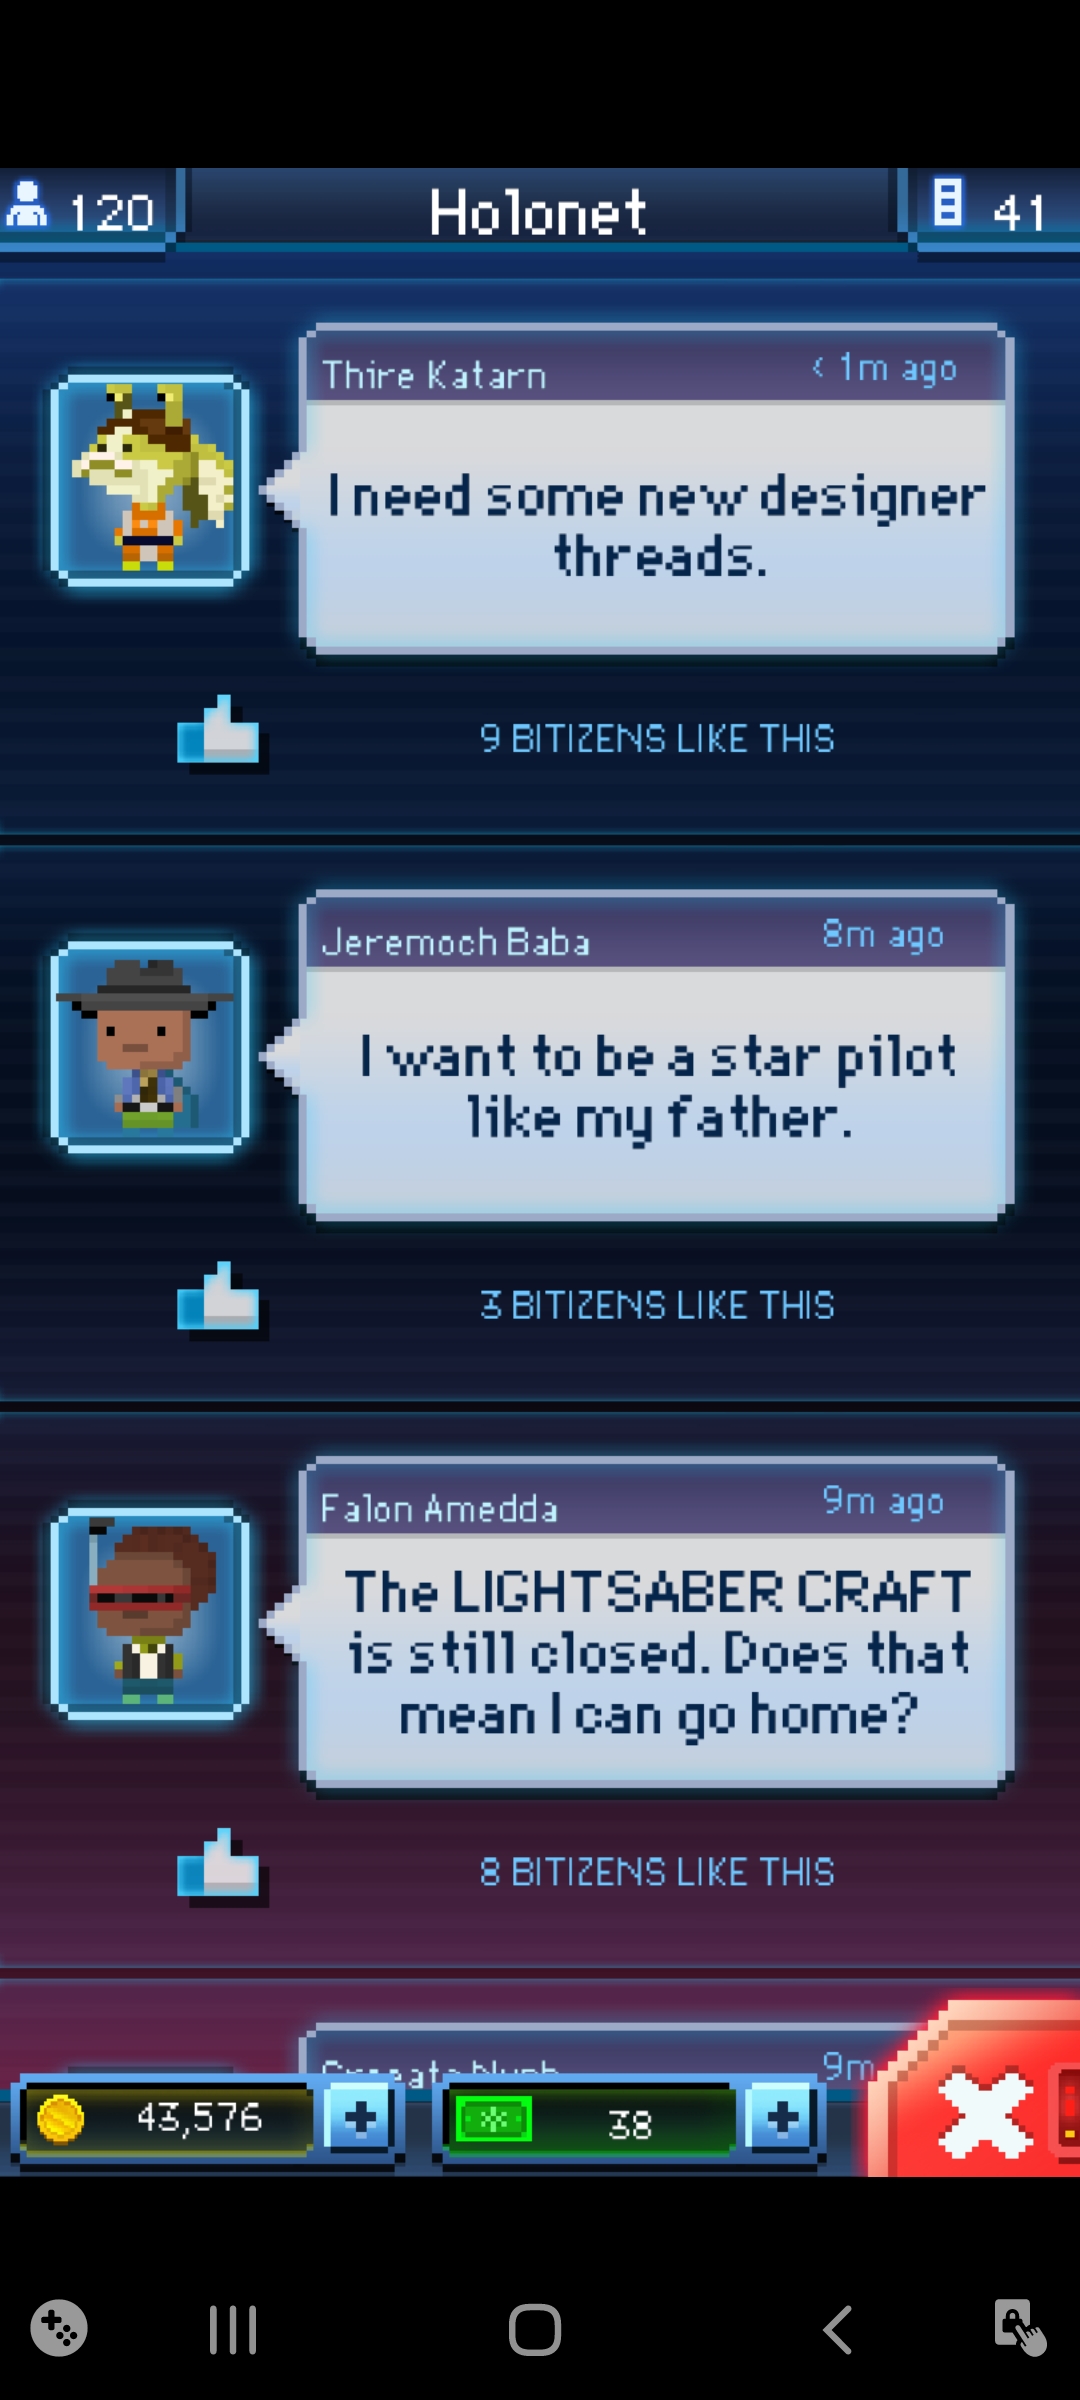 120
Holonet
41
Thire Katarn
< 1m ago
I need some new designer
threads.
9 BITIZENS LIKE THIS
Jeremoch Baba
8m ago
I want to be a star pilot
like my father.
3 BITIZENS LIKE THIS
Falon Amedda
9m ago
The LIGHTSABER CRAFT
is still closed. Does that
mean I can go home?
8 BITIZENS LIKE THIS
9m
43,576
38